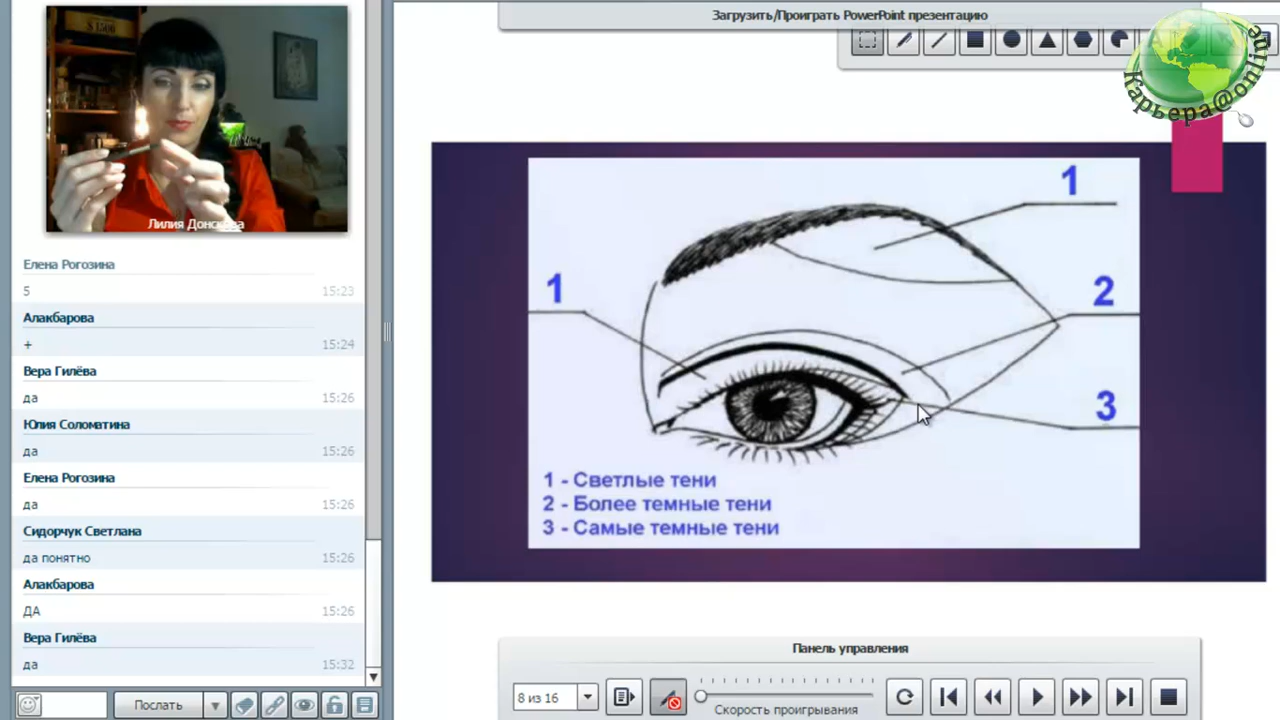 Загрузить/Проиграть PowerPoint презентацию
Карьера@online
Елена Рогозина
5 15:23
Алакбарова
+ 15:24
Вера Гилёва
да 15:26
Юлия Соломатина
да 15:26
Елена Рогозина
да 15:26
Сидорчук Светлана
да понятно 15:26
Алакбарова
ДА 15:26
Вера Гилёва
да 15:32
Послать
1
1
2
3
1 - Светлые тени
2 - Более темные тени
3 - Самые темные тени
Панель управления
8 из 16
Скорость проигрывания
Лилия